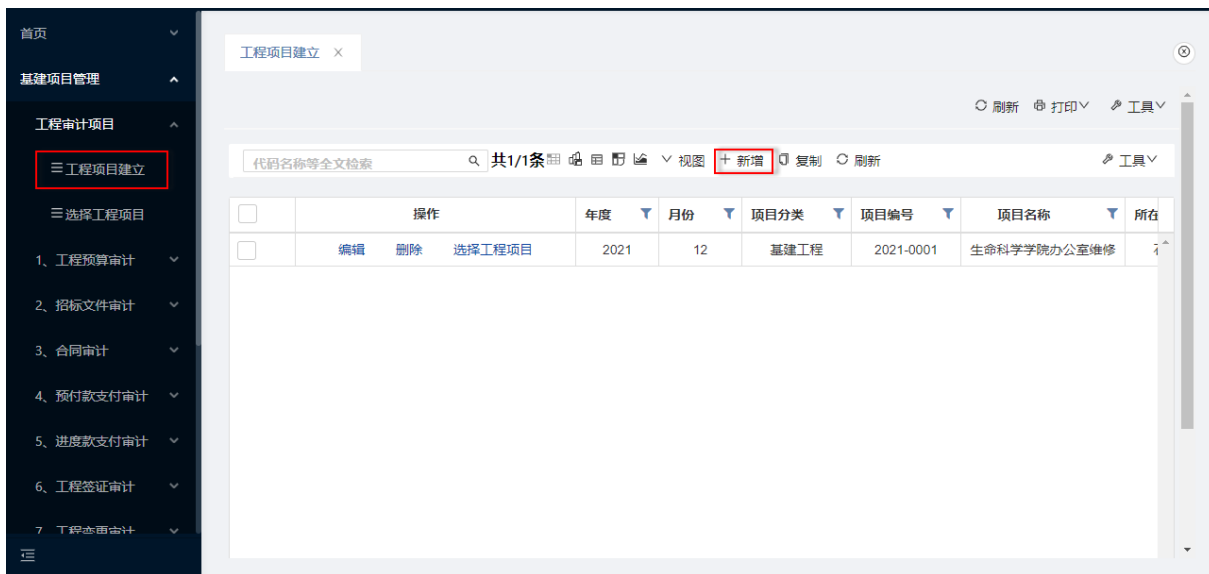 首页
基建项目管理
工程审计项目
工程项目建立
选择工程项目
1、工程预算审计
2、招标文件审计
3、合同审计
4、预付款支付审计
5、进度款支付审计
6、工程签证审计
7、工程变更审计
工程项目建立 ×
刷新 打印 工具
代码名称等全文检索 共1/1条 视图 + 新增 复制 刷新 工具
操作 年度 月份 项目分类 项目编号 项目名称 所在
编辑 删除 选择工程项目 2021 12 基建工程 2021-0001 生命科学学院办公室维修